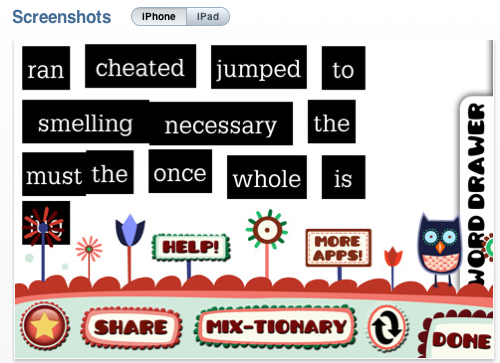 Screenshots iPhone iPad
ran cheated jumped to
smelling necessary the
must the once whole is
HELP!
MORE
APPS!
WORD DRAWER
SHARE MIX-TIONARY DONE